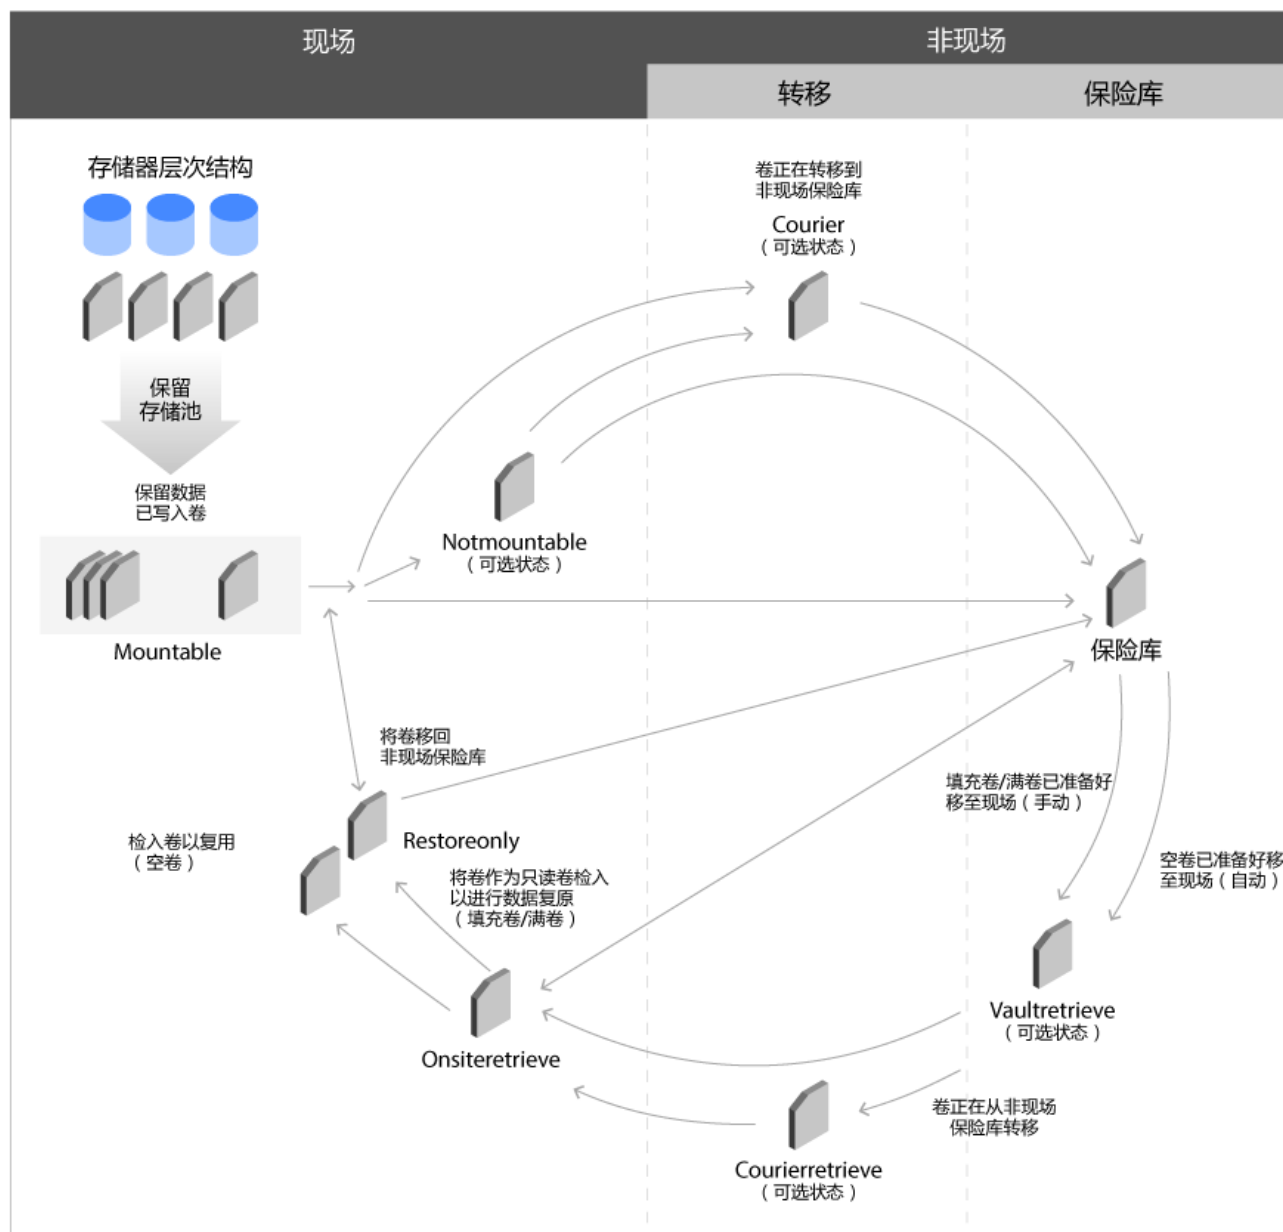 现场
非现场
转移
保险库
存储器层次结构
保留
存储池
保留数据
已写入卷
Mountable
卷正在转移到
非现场保险库
Courier
（可选状态）
Notmountable
（可选状态）
保险库
将卷移回
非现场保险库
填充卷/满卷已准备好
移至现场（手动）
检入卷以复用
（空卷）
Restoreonly
将卷作为只读卷检入
以进行数据复原
（填充卷/满卷）
空卷已准备好移
至现场（自动）
Onsiteretrieve
Vaultretrieve
（可选状态）
卷正在从非现场
保险库转移
Courierretrieve
（可选状态）